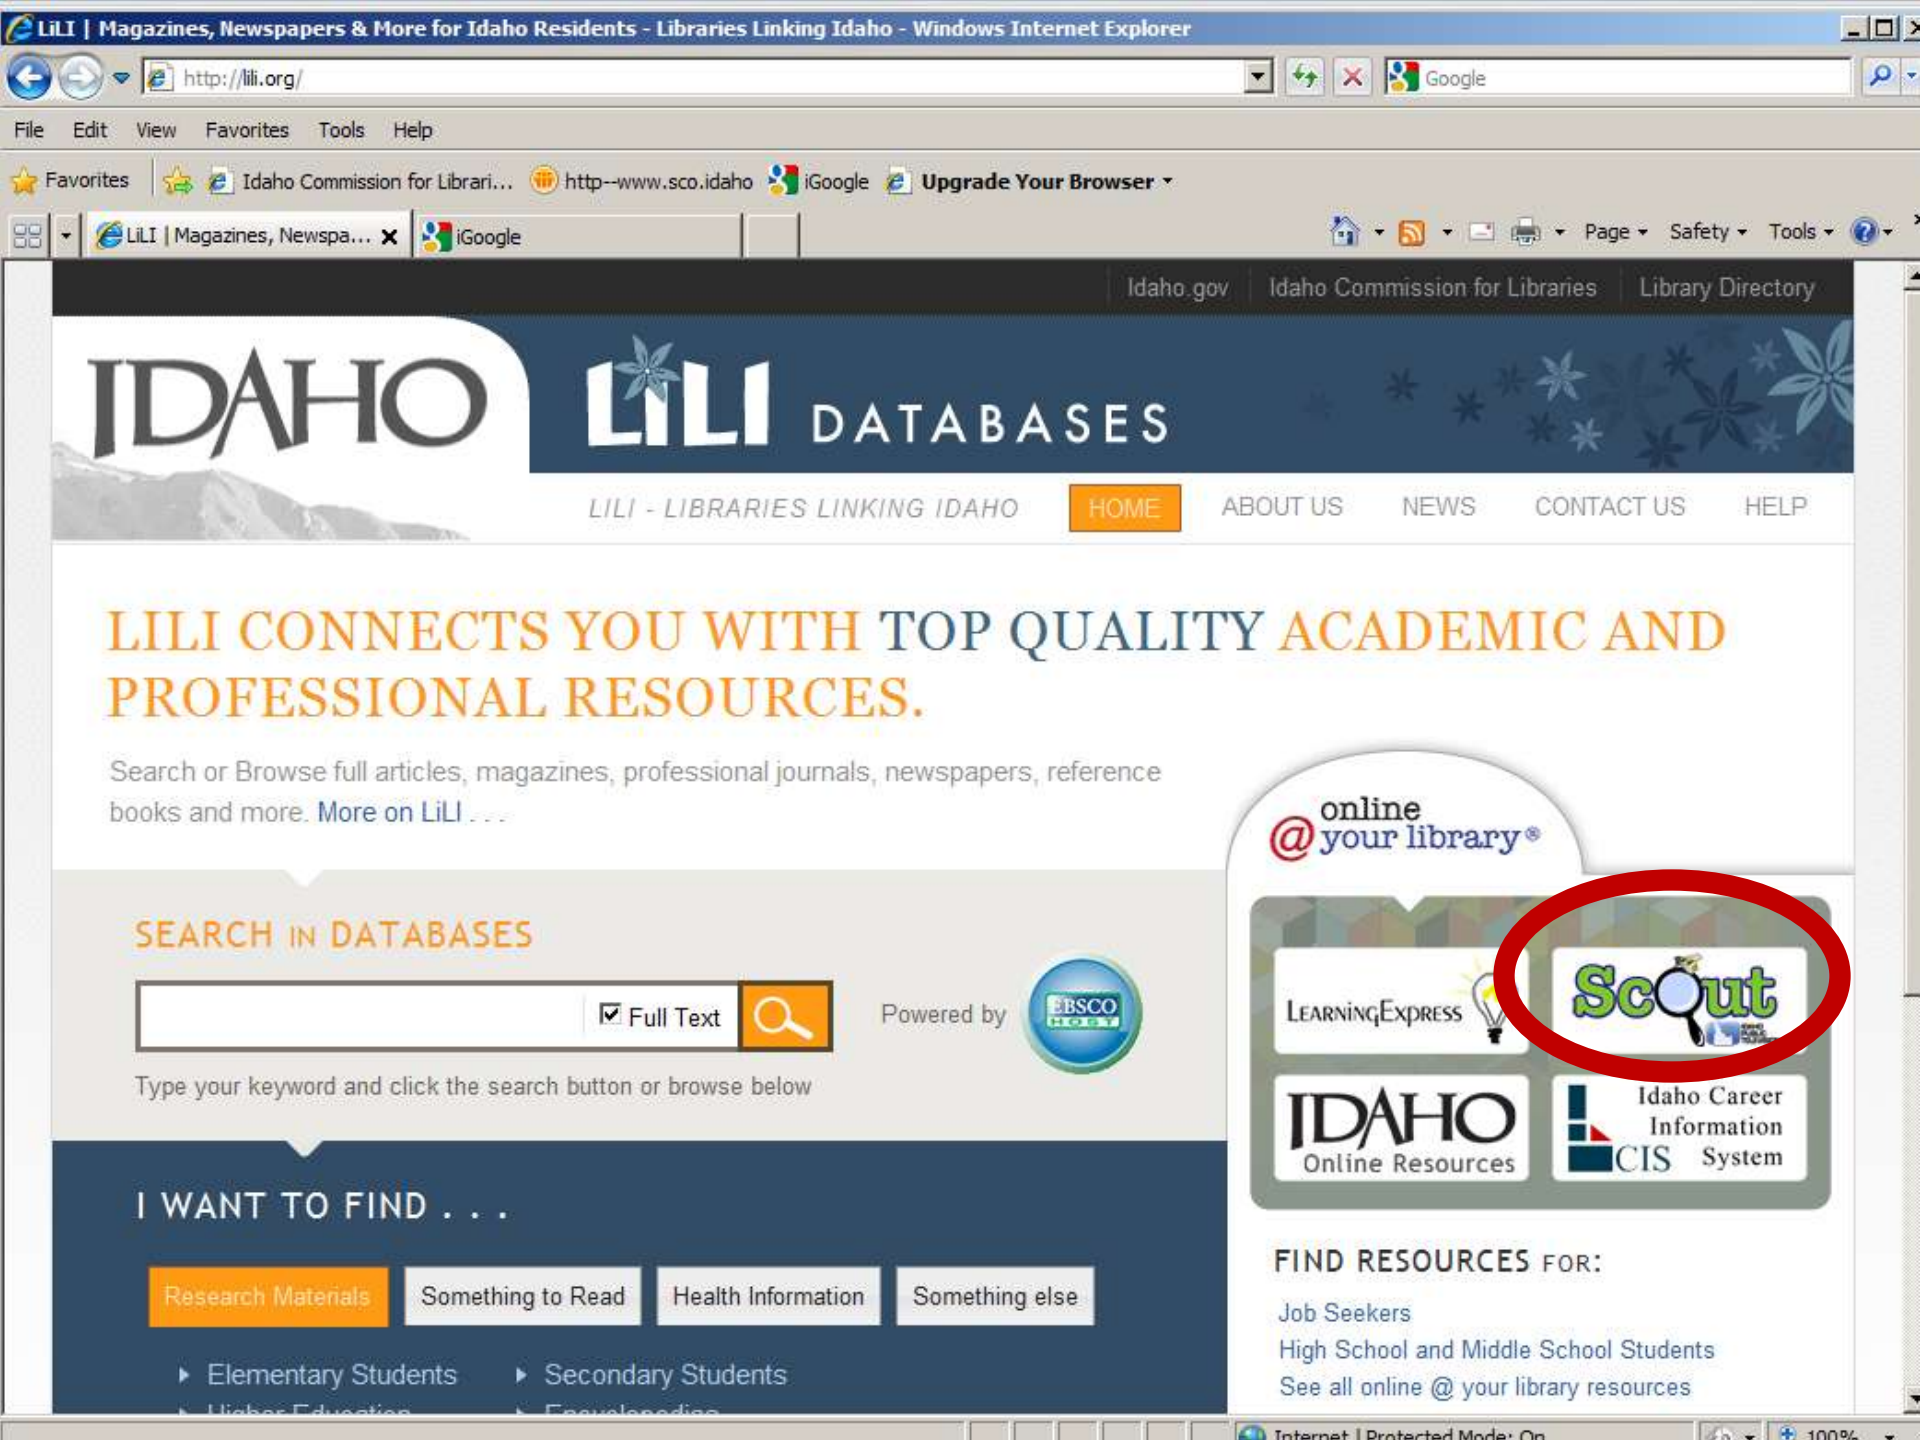 LiLI | Magazines, Newspapers & More for Idaho Residents - Libraries Linking Idaho - Windows Internet Explorer
http://lili.org/
Google
File Edit View Favorites Tools Help
Favorites Idaho Commission for Librari... http--www.sco.idaho iGoogle Upgrade Your Browser
LiLI | Magazines, Newspa... iGoogle
Page Safety Tools
Idaho.gov Idaho Commission for Libraries Library Directory
IDAHO
LiLI DATABASES
LILI - LIBRARIES LINKING IDAHO HOME ABOUT US NEWS CONTACT US HELP
LILI CONNECTS YOU WITH TOP QUALITY ACADEMIC AND
PROFESSIONAL RESOURCES.
Search or Browse full articles, magazines, professional journals, newspapers, reference
books and more. More on LiLI . . .
online
@ your library®
SEARCH IN DATABASES
Full Text
Powered by
EBSCO
HOST
Type your keyword and click the search button or browse below
LEARNINGEXPRESS
Scout
IDAHO
Online Resources
Idaho Career
Information
CIS System
I WANT TO FIND . . .
Research Materials Something to Read Health Information Something else
Elementary Students Secondary Students
Higher Education Encyclopedias
FIND RESOURCES FOR:
Job Seekers
High School and Middle School Students
See all online @ your library resources
Internet | Protected Mode: On 100%